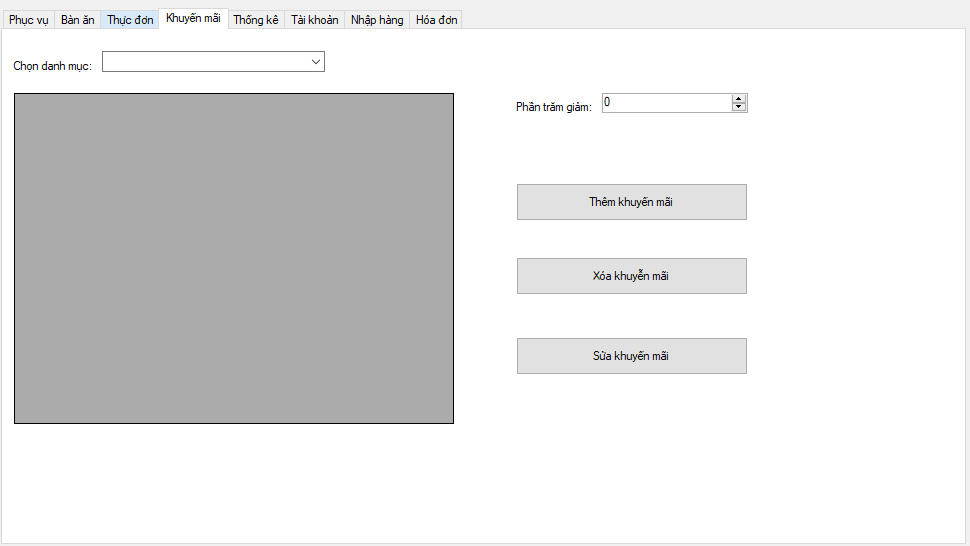 Phục vụ Bàn ăn Thực đơn Khuyến mãi Thống kê Tài khoản Nhập hàng Hóa đơn
Chọn danh mục:
Phần trăm giảm: 0
Thêm khuyến mãi
Xóa khuyễn mãi
Sửa khuyến mãi